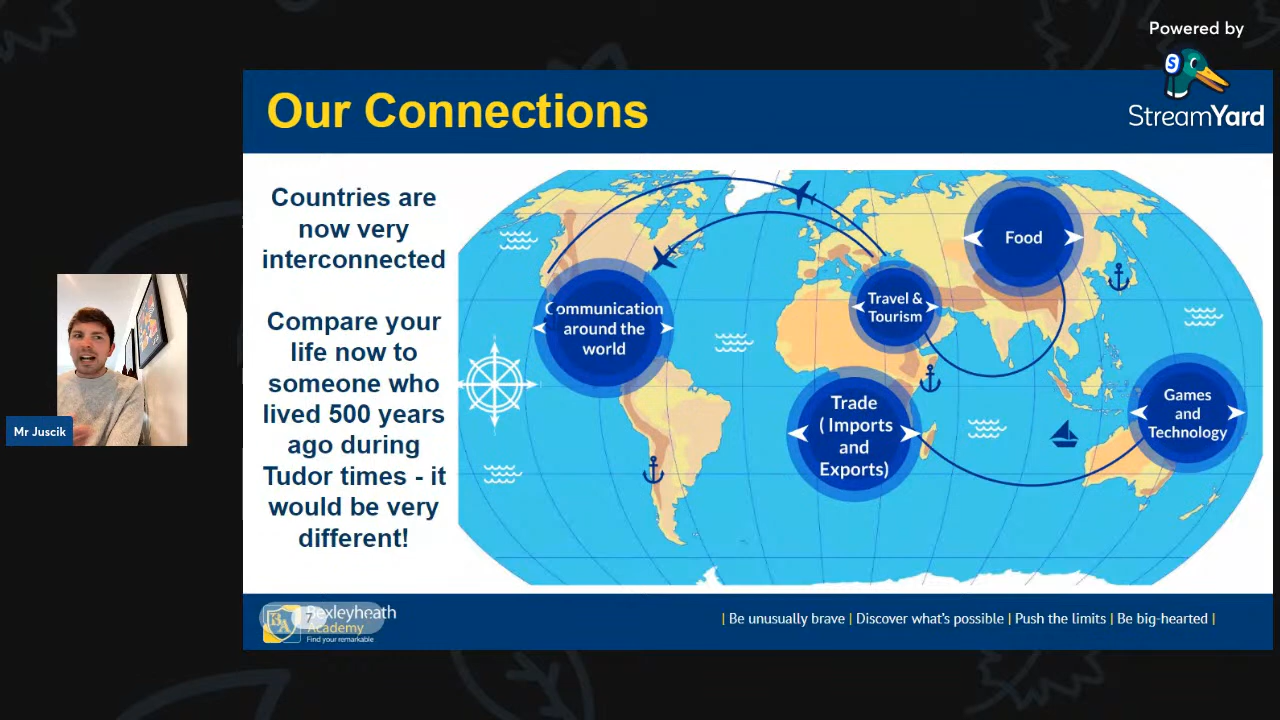 Powered by
StreamYard
Our Connections
Countries are
now very
interconnected
Compare your
life now to
someone who
lived 500 years
ago during
Tudor times - it
would be very
different!
Communication
around the
world
Travel &
Tourism
Food
Trade
( Imports
and
Exports)
Games
and
Technology
Mr Juscik
BA
7
Bexleyheath
Academy
Find your remarkable
| Be unusually brave | Discover what's possible | Push the limits | Be big-hearted |